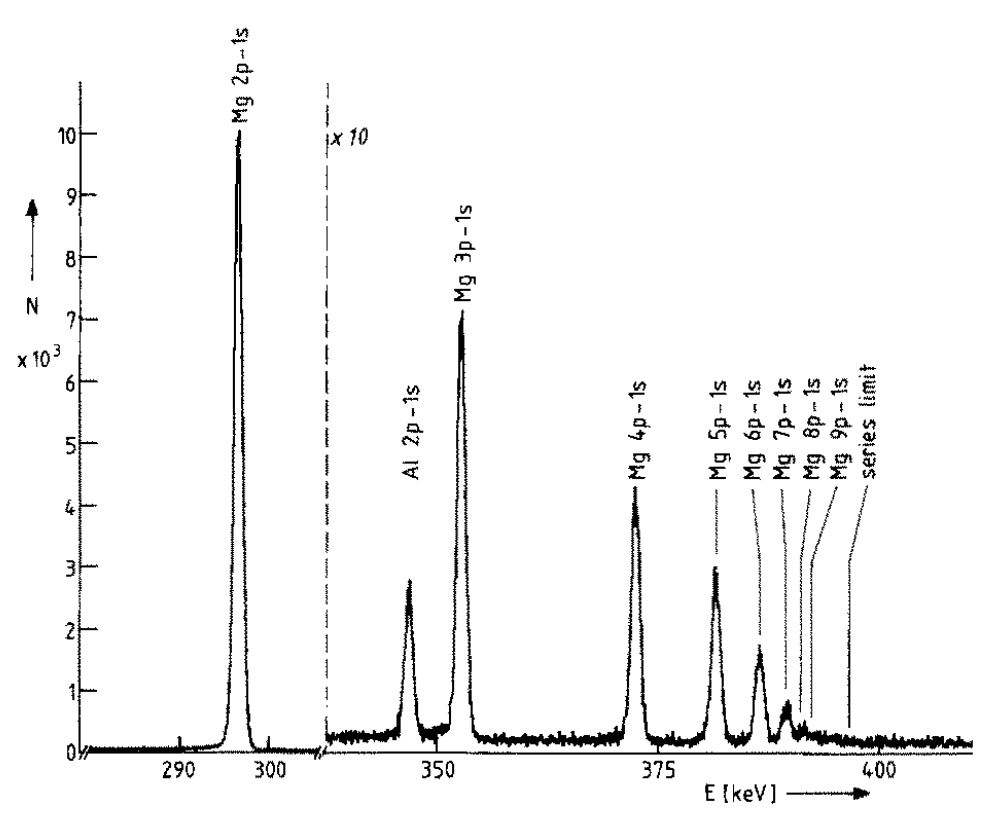 Mg 2p-1s
x 10
Al 2p-1s
Mg 3p-1s
Mg 4p-1s
Mg 5p-1s
Mg 6p-1s
Mg 7p-1s
Mg 8p-1s
Mg 9p-1s
series limit
N
x 10³
10
9
8
7
6
5
4
3
2
1
0
290 300 350 375 400
E [keV]